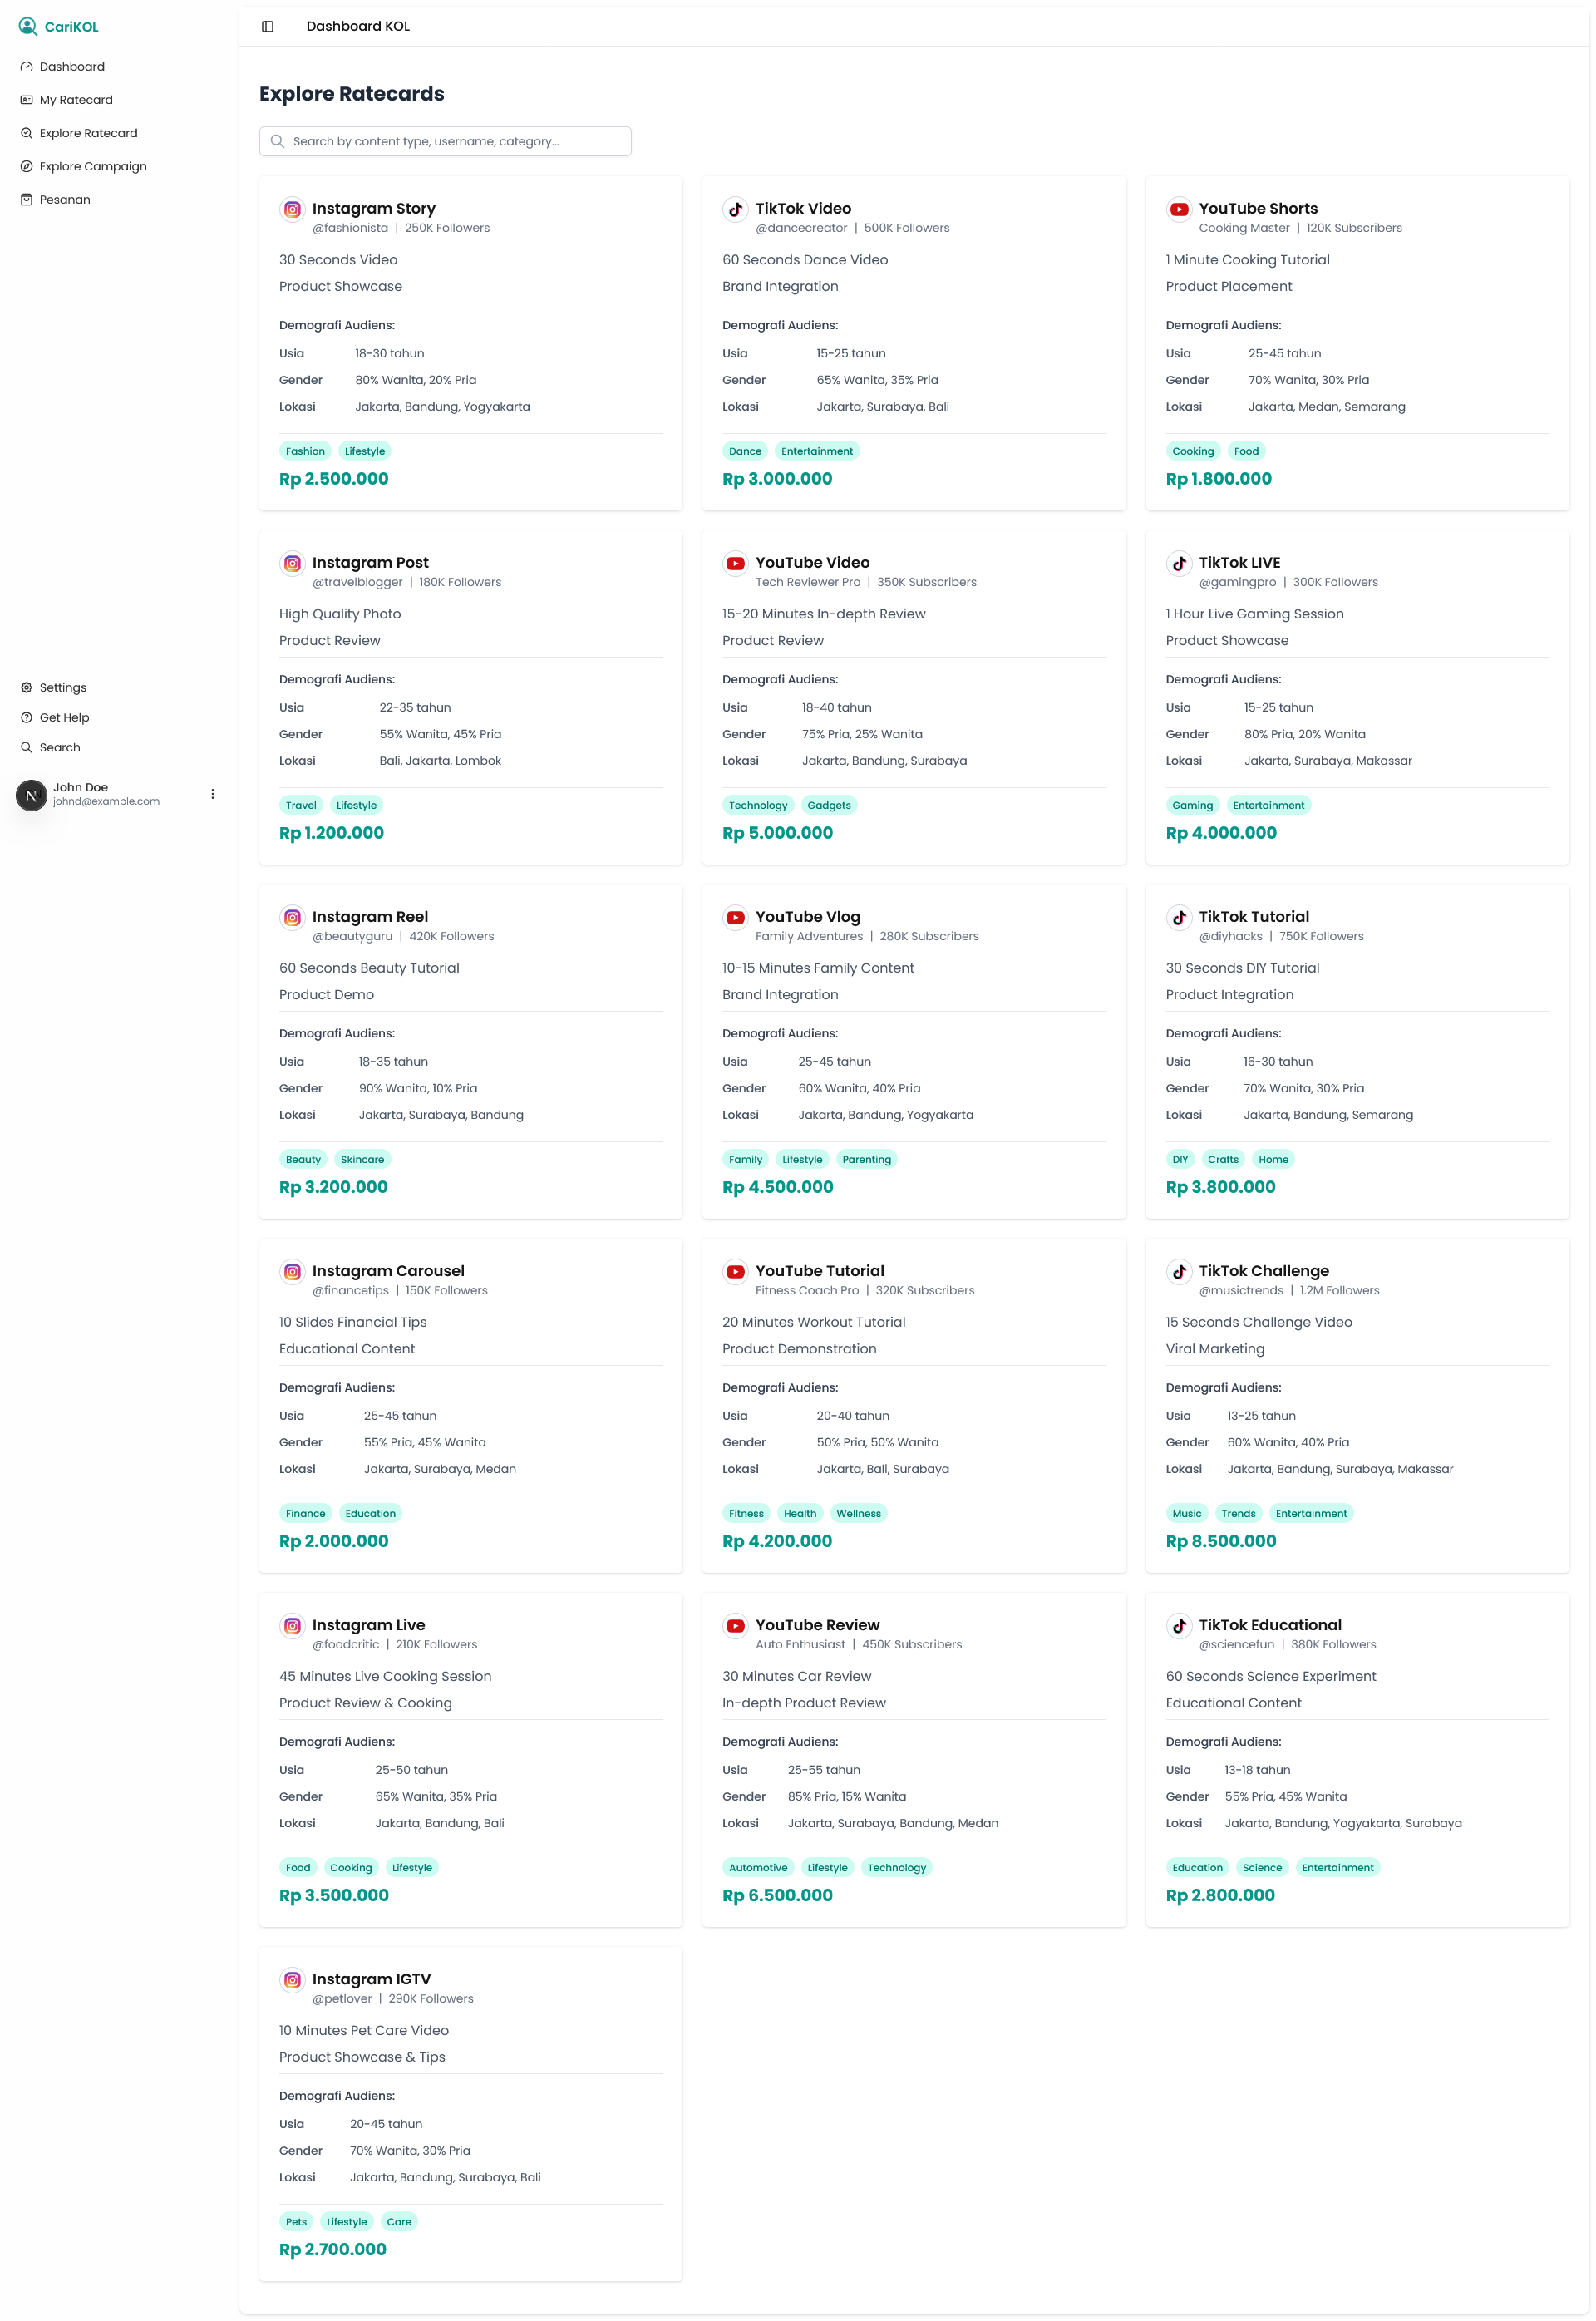 CariKOL
Dashboard
My Ratecard
Explore Ratecard
Explore Campaign
Pesanan
Settings
Get Help
Search
N
John Doe
johnd@example.com
Dashboard KOL
Explore Ratecards
Search by content type, username, category...
Instagram Story
@fashionista | 250K Followers
30 Seconds Video
Product Showcase
Demografi Audiens:
Usia 18-30 tahun
Gender 80% Wanita, 20% Pria
Lokasi Jakarta, Bandung, Yogyakarta
Fashion Lifestyle
Rp 2.500.000
TikTok Video
@dancecreator | 500K Followers
60 Seconds Dance Video
Brand Integration
Demografi Audiens:
Usia 15-25 tahun
Gender 65% Wanita, 35% Pria
Lokasi Jakarta, Surabaya, Bali
Dance Entertainment
Rp 3.000.000
YouTube Shorts
Cooking Master | 120K Subscribers
1 Minute Cooking Tutorial
Product Placement
Demografi Audiens:
Usia 25-45 tahun
Gender 70% Wanita, 30% Pria
Lokasi Jakarta, Medan, Semarang
Cooking Food
Rp 1.800.000
Instagram Post
@travelblogger | 180K Followers
High Quality Photo
Product Review
Demografi Audiens:
Usia 22-35 tahun
Gender 55% Wanita, 45% Pria
Lokasi Bali, Jakarta, Lombok
Travel Lifestyle
Rp 1.200.000
YouTube Video
Tech Reviewer Pro | 350K Subscribers
15-20 Minutes In-depth Review
Product Review
Demografi Audiens:
Usia 18-40 tahun
Gender 75% Pria, 25% Wanita
Lokasi Jakarta, Bandung, Surabaya
Technology Gadgets
Rp 5.000.000
TikTok LIVE
@gamingpro | 300K Followers
1 Hour Live Gaming Session
Product Showcase
Demografi Audiens:
Usia 15-25 tahun
Gender 80% Pria, 20% Wanita
Lokasi Jakarta, Surabaya, Makassar
Gaming Entertainment
Rp 4.000.000
Instagram Reel
@beautyguru | 420K Followers
60 Seconds Beauty Tutorial
Product Demo
Demografi Audiens:
Usia 18-35 tahun
Gender 90% Wanita, 10% Pria
Lokasi Jakarta, Surabaya, Bandung
Beauty Skincare
Rp 3.200.000
YouTube Vlog
Family Adventures | 280K Subscribers
10-15 Minutes Family Content
Brand Integration
Demografi Audiens:
Usia 25-45 tahun
Gender 60% Wanita, 40% Pria
Lokasi Jakarta, Bandung, Yogyakarta
Family Lifestyle Parenting
Rp 4.500.000
TikTok Tutorial
@diyhacks | 750K Followers
30 Seconds DIY Tutorial
Product Integration
Demografi Audiens:
Usia 16-30 tahun
Gender 70% Wanita, 30% Pria
Lokasi Jakarta, Bandung, Semarang
DIY Crafts Home
Rp 3.800.000
Instagram Carousel
@financetips | 150K Followers
10 Slides Financial Tips
Educational Content
Demografi Audiens:
Usia 25-45 tahun
Gender 55% Pria, 45% Wanita
Lokasi Jakarta, Surabaya, Medan
Finance Education
Rp 2.000.000
YouTube Tutorial
Fitness Coach Pro | 320K Subscribers
20 Minutes Workout Tutorial
Product Demonstration
Demografi Audiens:
Usia 20-40 tahun
Gender 50% Pria, 50% Wanita
Lokasi Jakarta, Bali, Surabaya
Fitness Health Wellness
Rp 4.200.000
TikTok Challenge
@musictrends | 1.2M Followers
15 Seconds Challenge Video
Viral Marketing
Demografi Audiens:
Usia 13-25 tahun
Gender 60% Wanita, 40% Pria
Lokasi Jakarta, Bandung, Surabaya, Makassar
Music Trends Entertainment
Rp 8.500.000
Instagram Live
@foodcritic | 210K Followers
45 Minutes Live Cooking Session
Product Review & Cooking
Demografi Audiens:
Usia 25-50 tahun
Gender 65% Wanita, 35% Pria
Lokasi Jakarta, Bandung, Bali
Food Cooking Lifestyle
Rp 3.500.000
YouTube Review
Auto Enthusiast | 450K Subscribers
30 Minutes Car Review
In-depth Product Review
Demografi Audiens:
Usia 25-55 tahun
Gender 85% Pria, 15% Wanita
Lokasi Jakarta, Surabaya, Bandung, Medan
Automotive Lifestyle Technology
Rp 6.500.000
TikTok Educational
@sciencefun | 380K Followers
60 Seconds Science Experiment
Educational Content
Demografi Audiens:
Usia 13-18 tahun
Gender 55% Pria, 45% Wanita
Lokasi Jakarta, Bandung, Yogyakarta, Surabaya
Education Science Entertainment
Rp 2.800.000
Instagram IGTV
@petlover | 290K Followers
10 Minutes Pet Care Video
Product Showcase & Tips
Demografi Audiens:
Usia 20-45 tahun
Gender 70% Wanita, 30% Pria
Lokasi Jakarta, Bandung, Surabaya, Bali
Pets Lifestyle Care
Rp 2.700.000